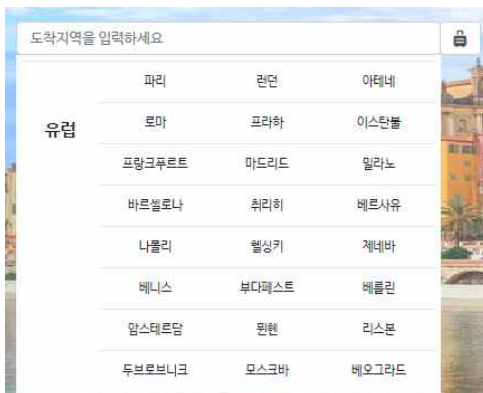 도착지역을 입력하세요
파리 런던 아테네
유럽
로마 프라하 이스탄불
프랑크푸르트 마드리드 밀라노
바르셀로나 취리히 베르사유
나폴리 헬싱키 제네바
베니스 부다페스트 베를린
암스테르담 뮌헨 리스본
두브로브니크 모스크바 베오그라드